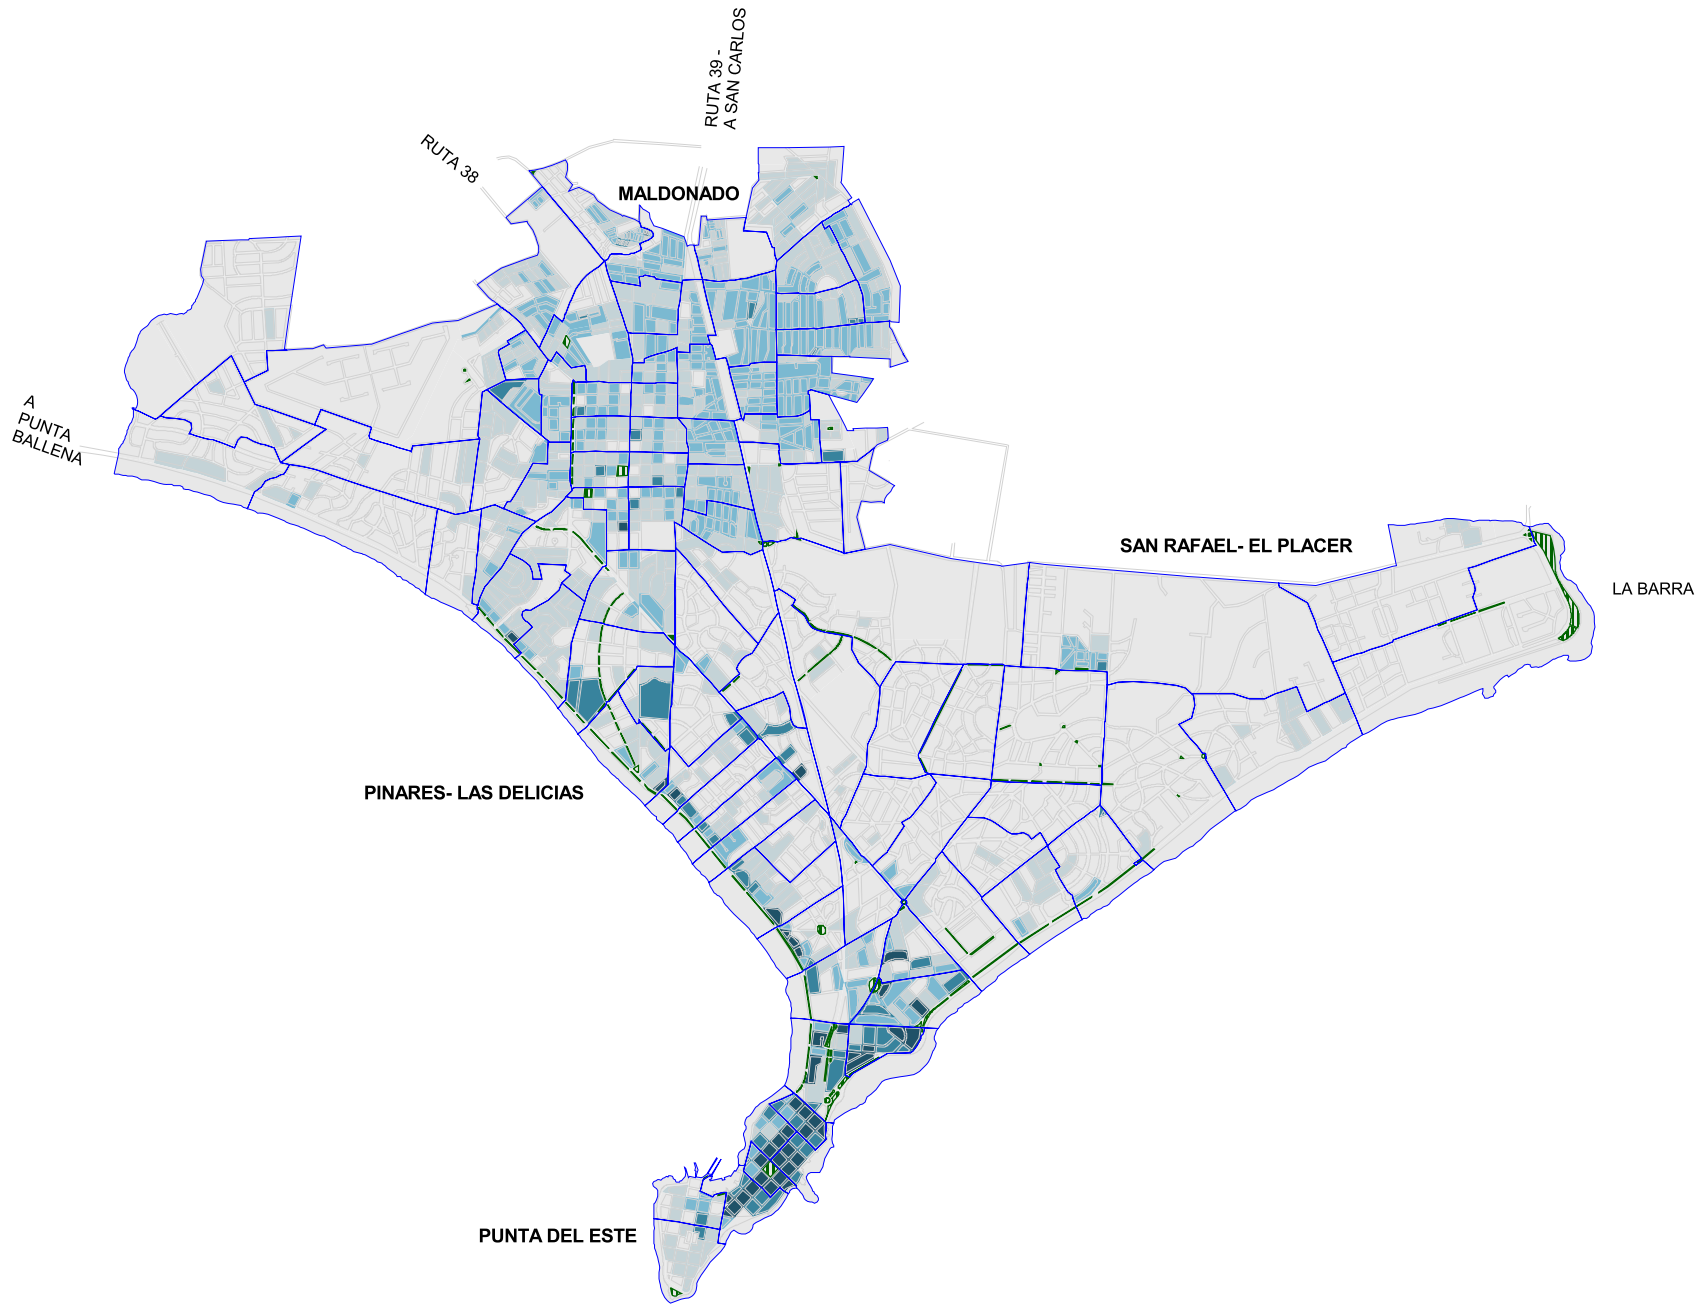 RUTA 39 -
A SAN CARLOS
RUTA 38
MALDONADO
A
PUNTA
BALLENA
SAN RAFAEL- EL PLACER
LA BARRA
PINARES- LAS DELICIAS
PUNTA DEL ESTE